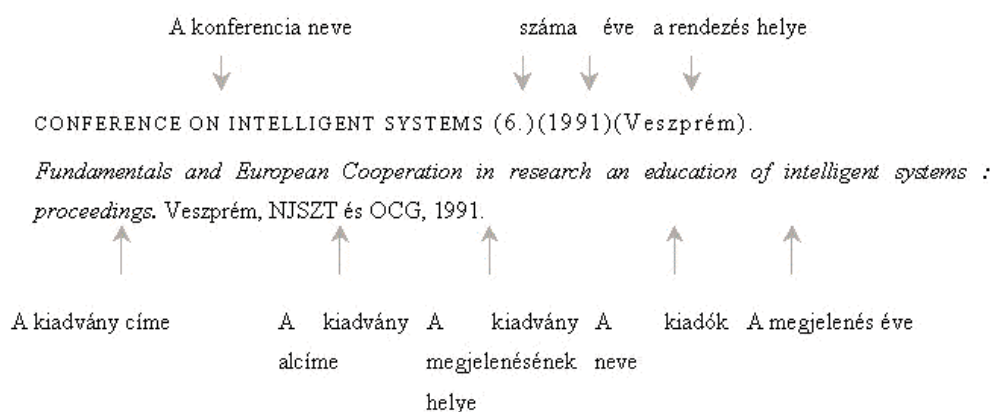 A konferencia neve száma éve a rendezés helye
CONFERENCE ON INTELLIGENT SYSTEMS (6.)(1991)(Veszprém).
Fundamentals and European Cooperation in research an education of intelligent systems :
proceedings. Veszprém, NJSZT és OCG, 1991.
A kiadvány címe A kiadvány A kiadvány A kiadók A megjelenés éve
alcíme megjelenésének neve
helye